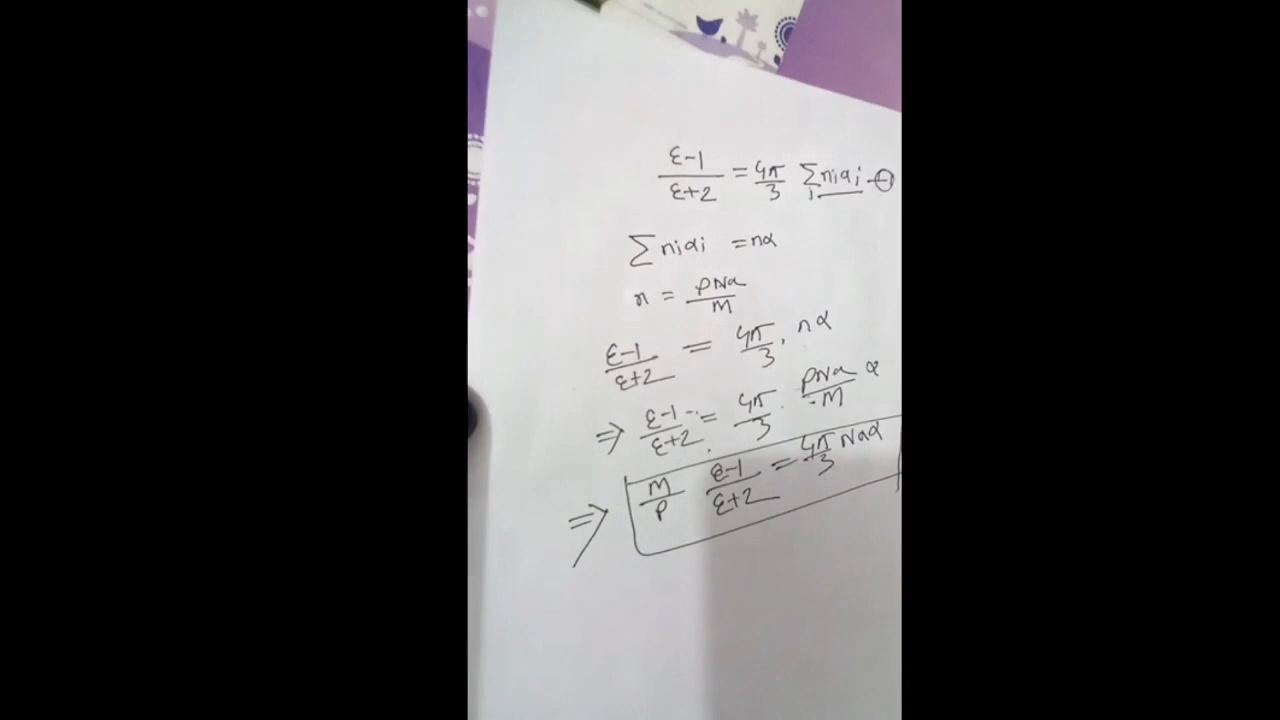 ε-1/ε+2 = 4π/3 ∑i niαi -①
∑ niαi = nα
n = ρNa/M
ε-1/ε+2 = 4π/3 . nα
⇒ ε-1/ε+2 = 4π/3 . ρNa/M α
⇒ M/ρ ε-1/ε+2 = 4π/3 Naα